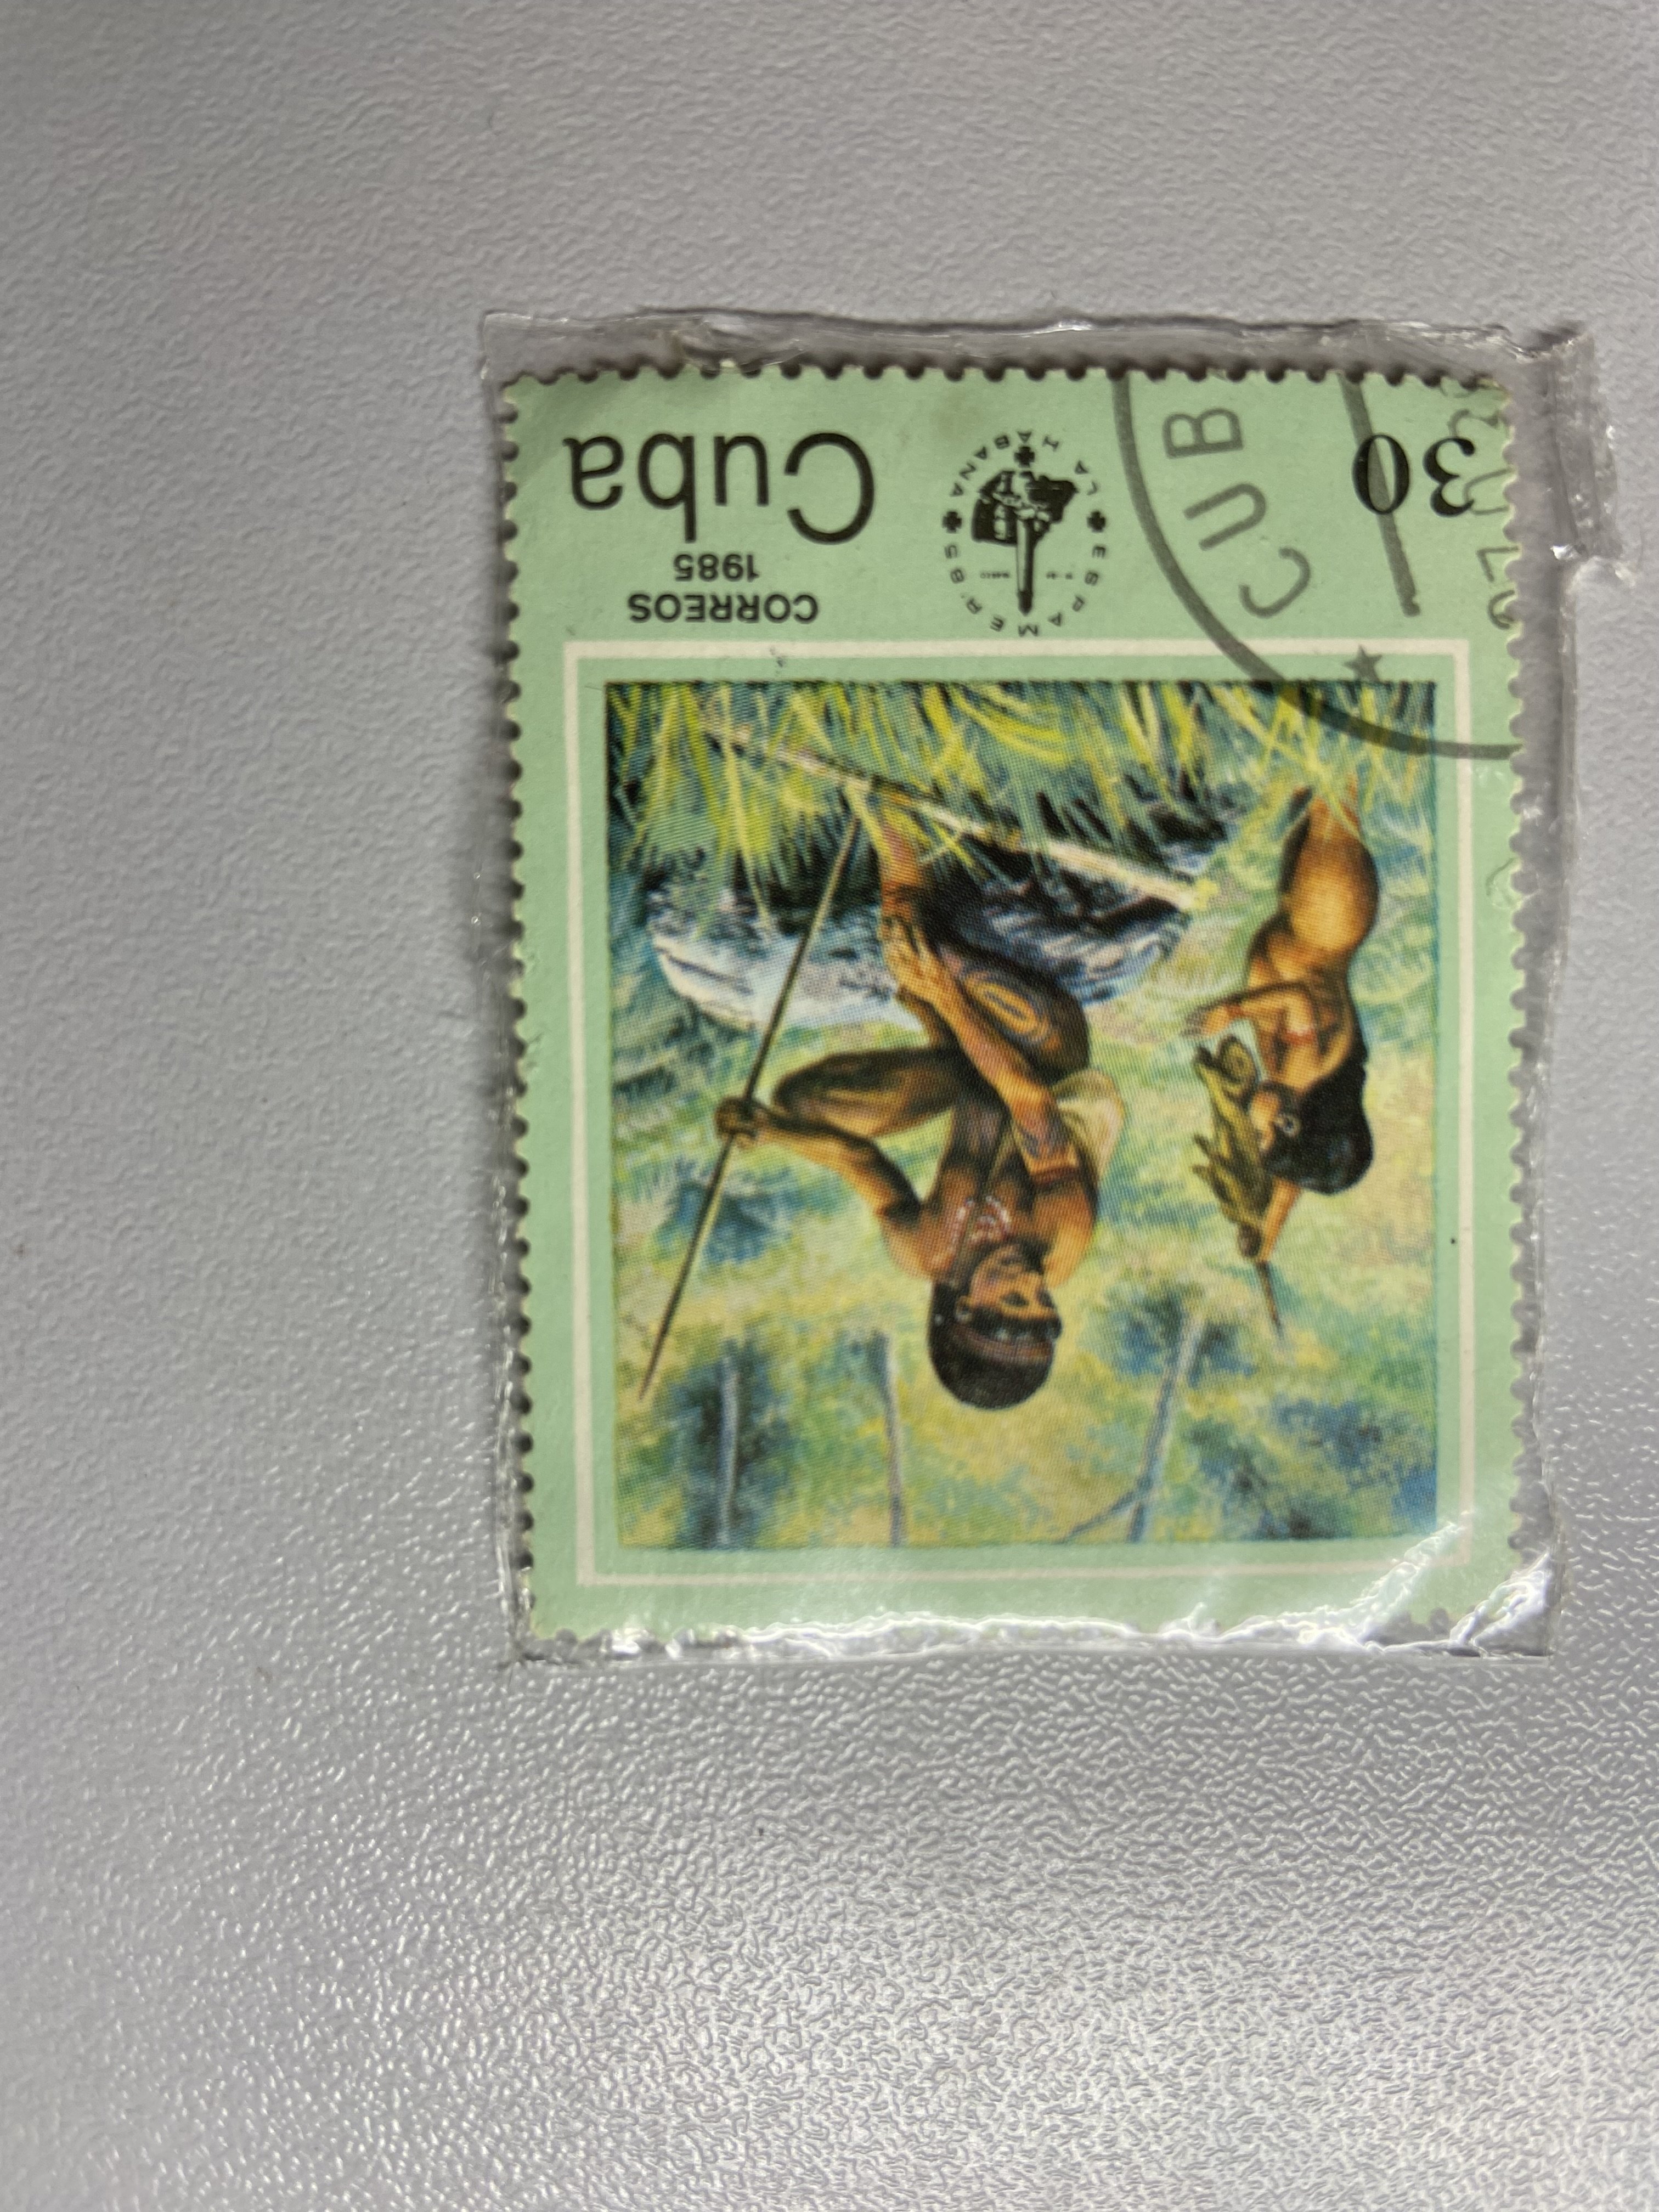 CORREOS
1985
Cuba
ESPAMER'85
LA HABANA
30
CUB